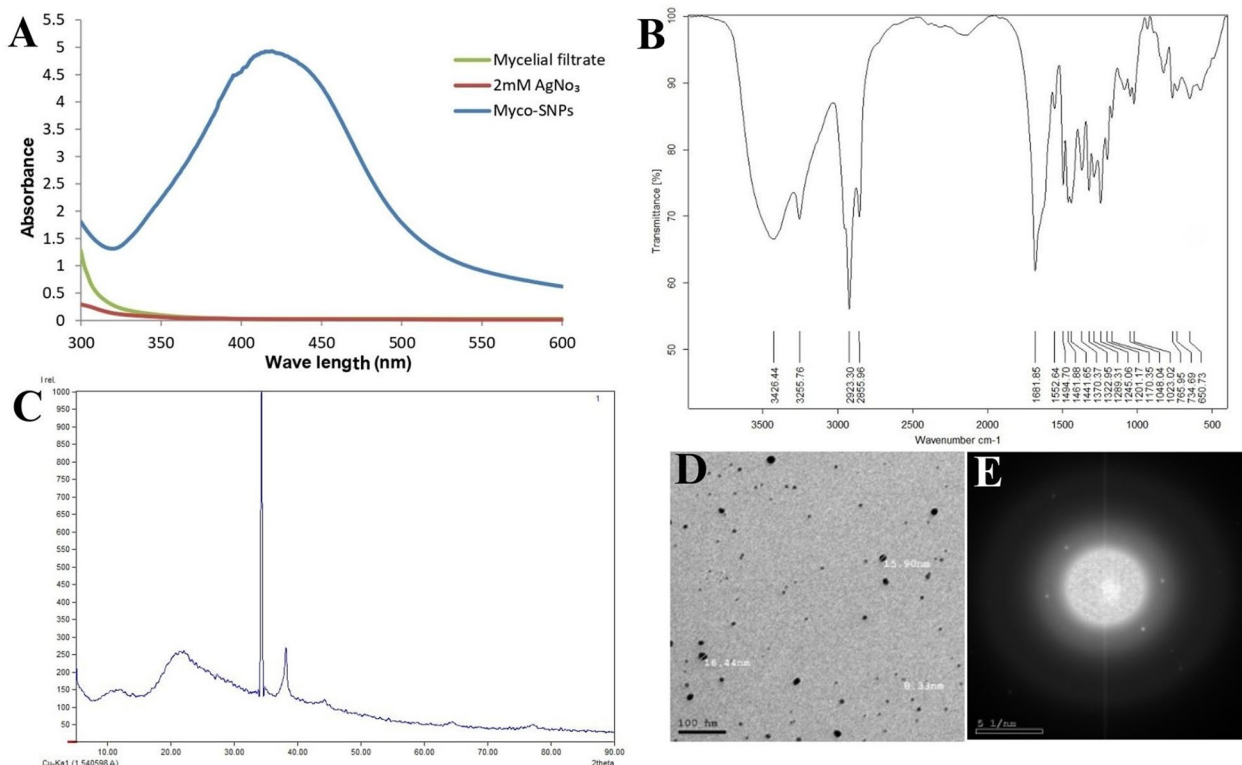 A
5.5
5
4.5
4
3.5
3
2.5
2
1.5
1
0.5
0
Absorbance
Mycelial filtrate
2mM AgNo₃
Myco-SNPs
300 350 400 450 500 550 600
Wave length (nm)
B
100
90
80
70
60
50
Transmittance [%]
3426.44
3255.76
2923.30
2855.96
1681.85
1552.64
1494.70
1461.88
1441.65
1370.37
1322.95
1289.31
1245.06
1201.17
1170.35
1048.04
1023.02
765.95
734.69
650.73
3500 3000 2500 2000 1500 1000 500
Wavenumber cm-1
C
I rel.
1
1000
950
900
850
800
750
700
650
600
550
500
450
400
350
300
250
200
150
100
50
10.00 20.00 30.00 40.00 50.00 60.00 70.00 80.00 90.00
Cu-Ka1 (1.540598 A)
2theta
D
15.90nm
16.44nm
8.33nm
100 nm
E
5 1/nm